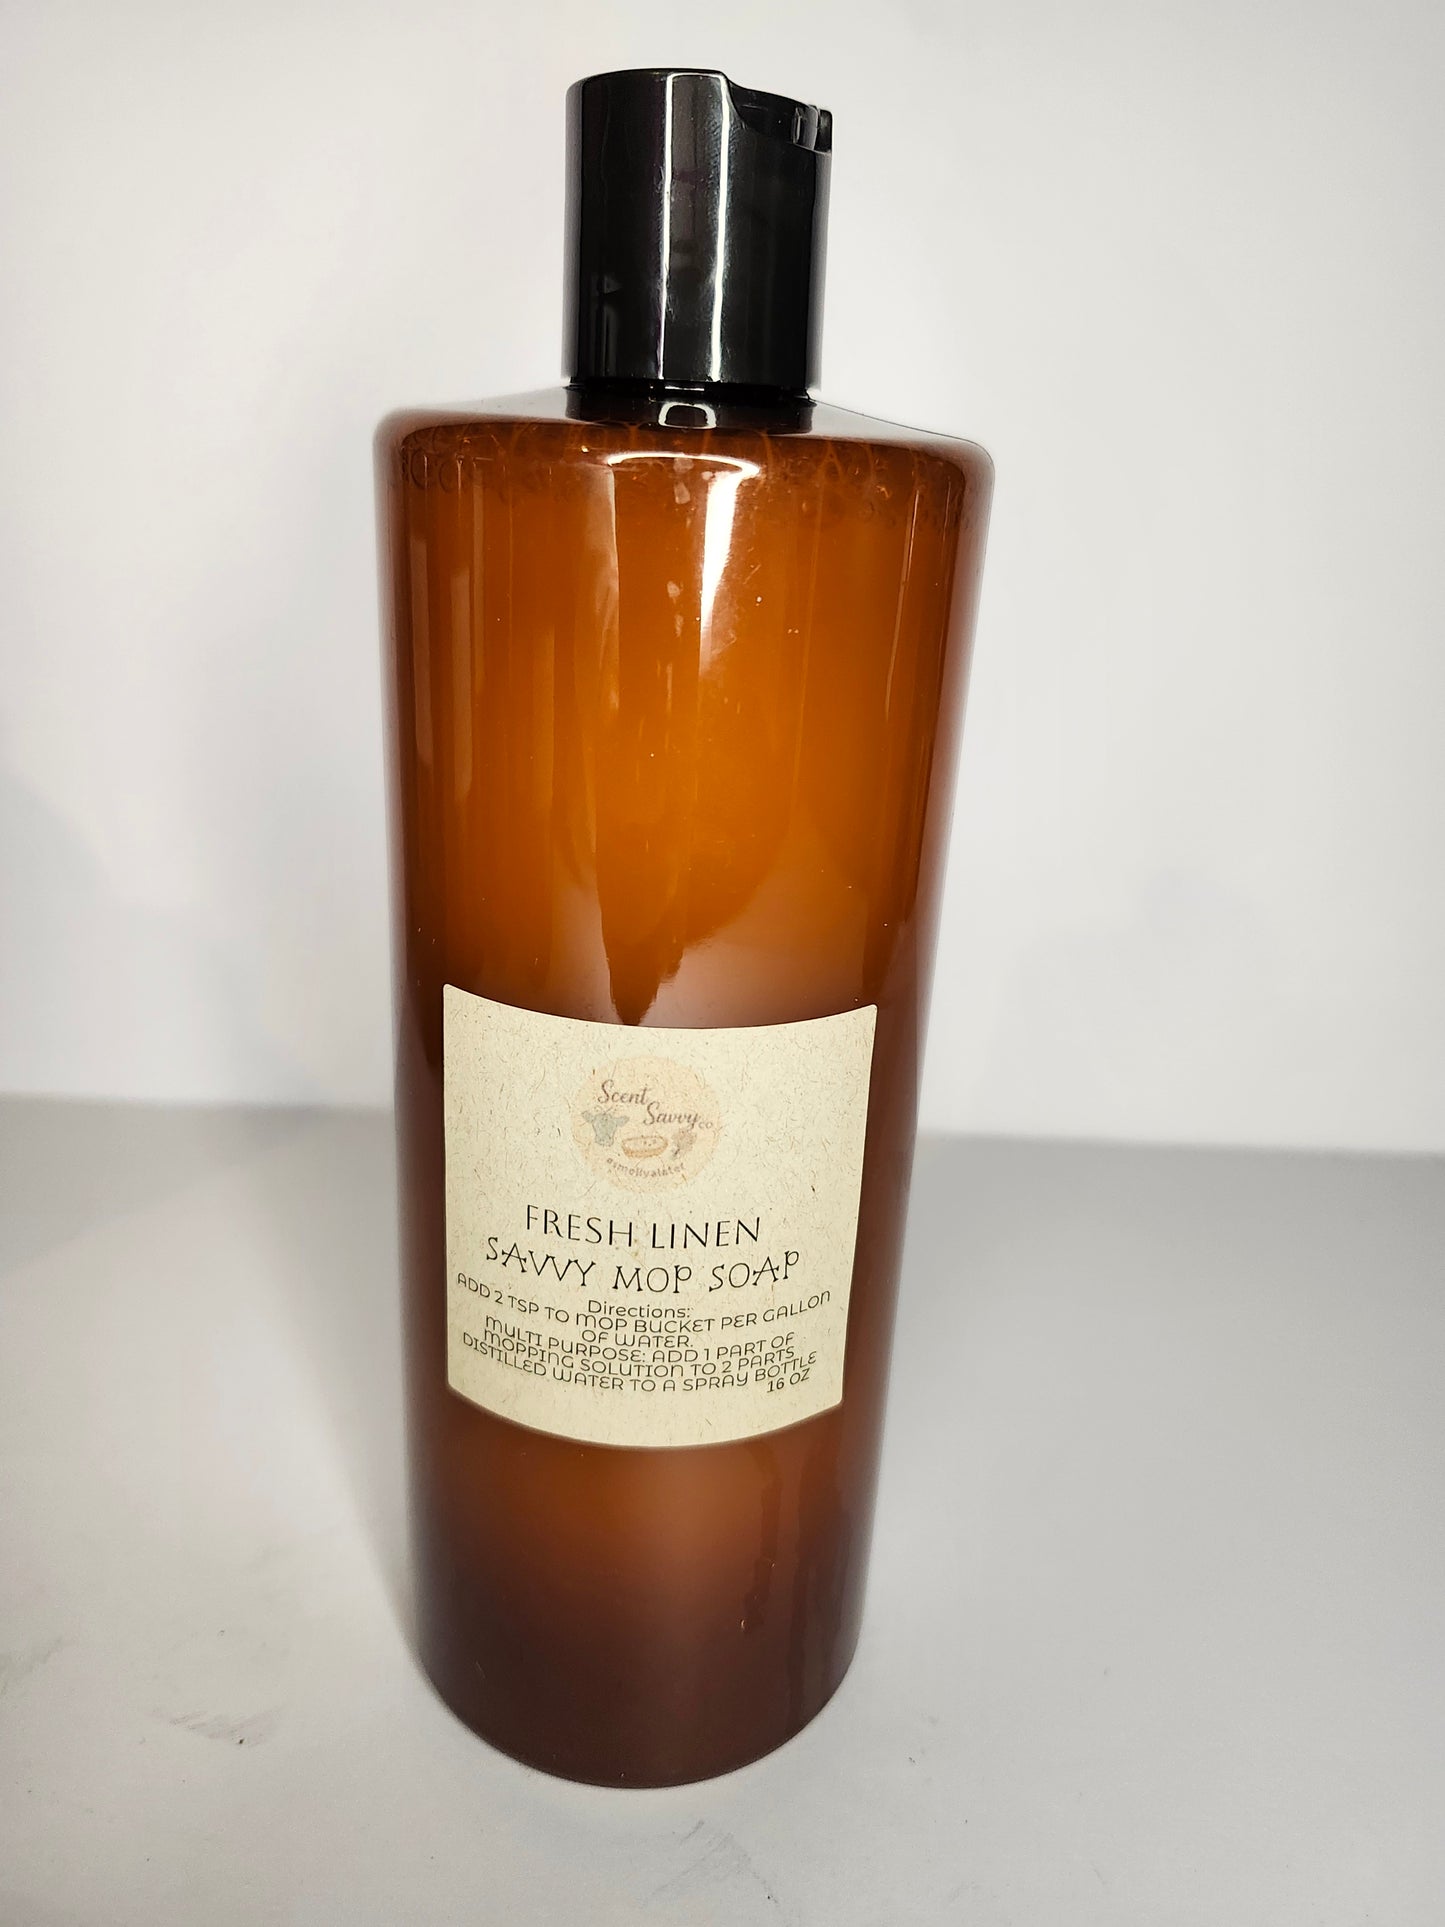 Scent
Savvy co
#smellyalater
FRESH LINEN
SAVVY MOP SOAP
Directions:
ADD 2 TSP TO MOP BUCKET PER GALLON
OF WATER.
MULTI PURPOSE: ADD 1 PART OF
MOPPING SOLUTION TO 2 PARTS
DISTILLED WATER TO A SPRAY BOTTLE
16 OZ